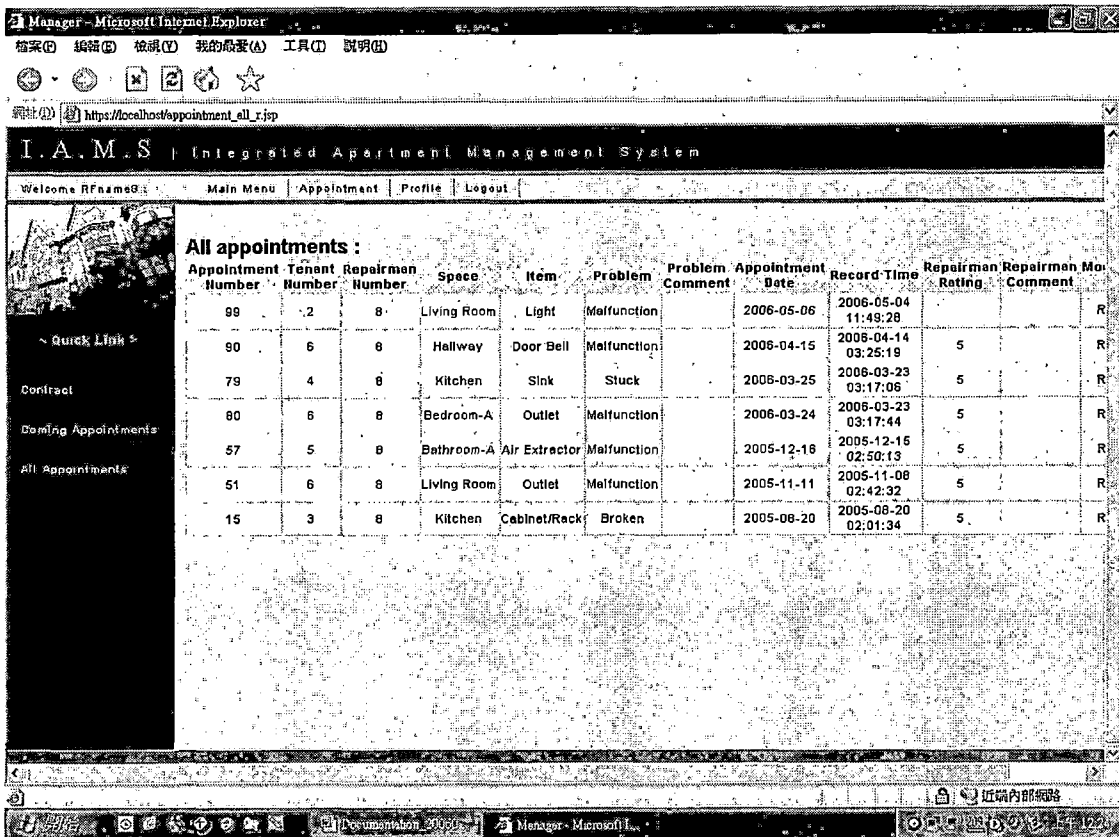 Manager - Microsoft Internet Explorer
檔案(F) 編輯(E) 檢視(V) 我的最愛(A) 工具(T) 說明(H)
網址(D) https://localhost/appointment_all_r.jsp
I.A.M.S | Integrated Apartment Management System
Welcome RFname8 Main Menu | Appointment | Profile | Logout
~ Quick Link ~
Contract
Coming Appointments
All Appointments
All appointments :
Appointment Number Tenant Number Repairman Number Space Item Problem Problem Comment Appointment Date Record Time Repairman Rating Repairman Comment Mo
99 2 8 Living Room Light Malfunction 2006-05-06 2006-05-04 11:49:28 R
90 6 8 Hallway Door Bell Malfunction 2006-04-15 2006-04-14 03:25:19 5 R
79 4 8 Kitchen Sink Stuck 2006-03-25 2006-03-23 03:17:06 5 R
80 6 8 Bedroom-A Outlet Malfunction 2006-03-24 2006-03-23 03:17:44 5 R
57 5 8 Bathroom-A Air Extractor Malfunction 2005-12-16 2005-12-15 02:50:13 5 R
51 6 8 Living Room Outlet Malfunction 2005-11-11 2005-11-08 02:42:32 5 R
15 3 8 Kitchen Cabinet/Rack Broken 2005-08-20 2005-08-20 02:01:34 5 R
近端內部網路
開始 Manager - Microsoft I...